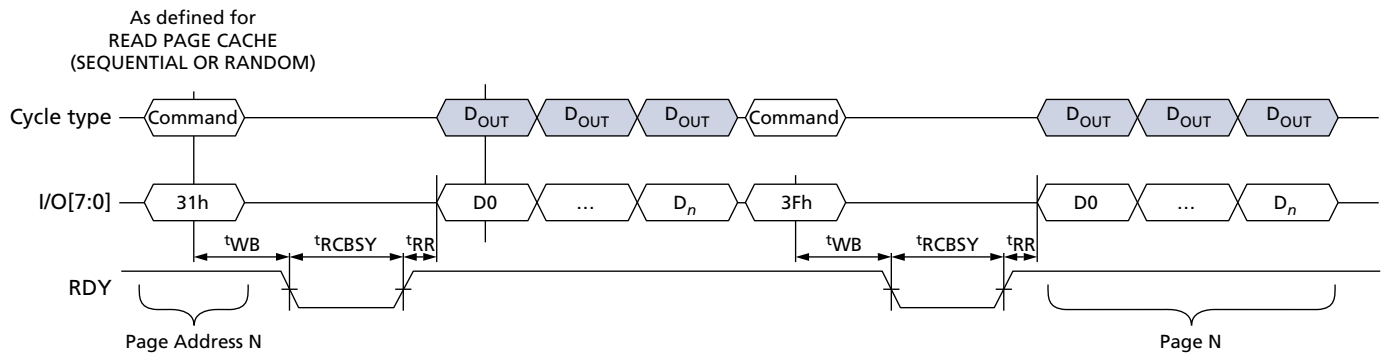 As defined for
READ PAGE CACHE
(SEQUENTIAL OR RANDOM)
Cycle type Command DOUT DOUT DOUT Command DOUT DOUT DOUT
I/O[7:0] 31h D0 … Dn 3Fh D0 … Dn
tWB tRCBSY tRR tWB tRCBSY tRR
RDY
Page Address N Page N